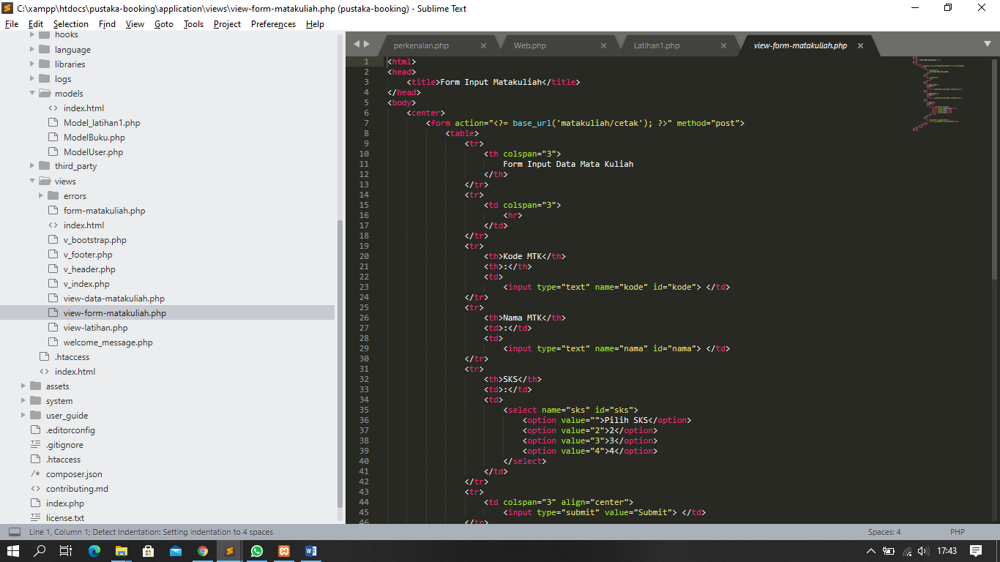 C:\xampp\htdocs\pustaka-booking\application\views\view-form-matakuliah.php (pustaka-booking) - Sublime Text
File Edit Selection Find View Goto Tools Project Preferences Help
hooks
language
libraries
logs
models
<> index.html
Model_latihan1.php
ModelBuku.php
ModelUser.php
third_party
views
errors
form-matakuliah.php
<> index.html
v_bootstrap.php
v_footer.php
v_header.php
v_index.php
view-data-matakuliah.php
view-form-matakuliah.php
view-latihan.php
welcome_message.php
.htaccess
<> index.html
assets
system
user_guide
.editorconfig
.gitignore
.htaccess
/* composer.json
<> contributing.md
index.php
license.txt
perkenalan.php × Web.php × Latihan1.php × view-form-matakuliah.php ×
1 <html>
2 <head>
3 <title>Form Input Matakuliah</title>
4 </head>
5 <body>
6 <center>
7 <form action="<?= base_url('matakuliah/cetak'); ?>" method="post">
8 <table>
9 <tr>
10 <th colspan="3">
11 Form Input Data Mata Kuliah
12 </th>
13 </tr>
14 <tr>
15 <td colspan="3">
16 <hr>
17 </td>
18 </tr>
19 <tr>
20 <th>Kode MTK</th>
21 <th>:</th>
22 <td>
23 <input type="text" name="kode" id="kode"> </td>
24 </tr>
25 <tr>
26 <th>Nama MTK</th>
27 <td>:</td>
28 <td>
29 <input type="text" name="nama" id="nama"> </td>
30 </tr>
31 <tr>
32 <th>SKS</th>
33 <td>:</td>
34 <td>
35 <select name="sks" id="sks">
36 <option value="">Pilih SKS</option>
37 <option value="2">2</option>
38 <option value="3">3</option>
39 <option value="4">4</option>
40 </select>
41 </td>
42 </tr>
43 <tr>
44 <td colspan="3" align="center">
45 <input type="submit" value="Submit"> </td>
46 </tr>
Line 1, Column 1; Detect Indentation: Setting indentation to 4 spaces Spaces: 4 PHP
17:43